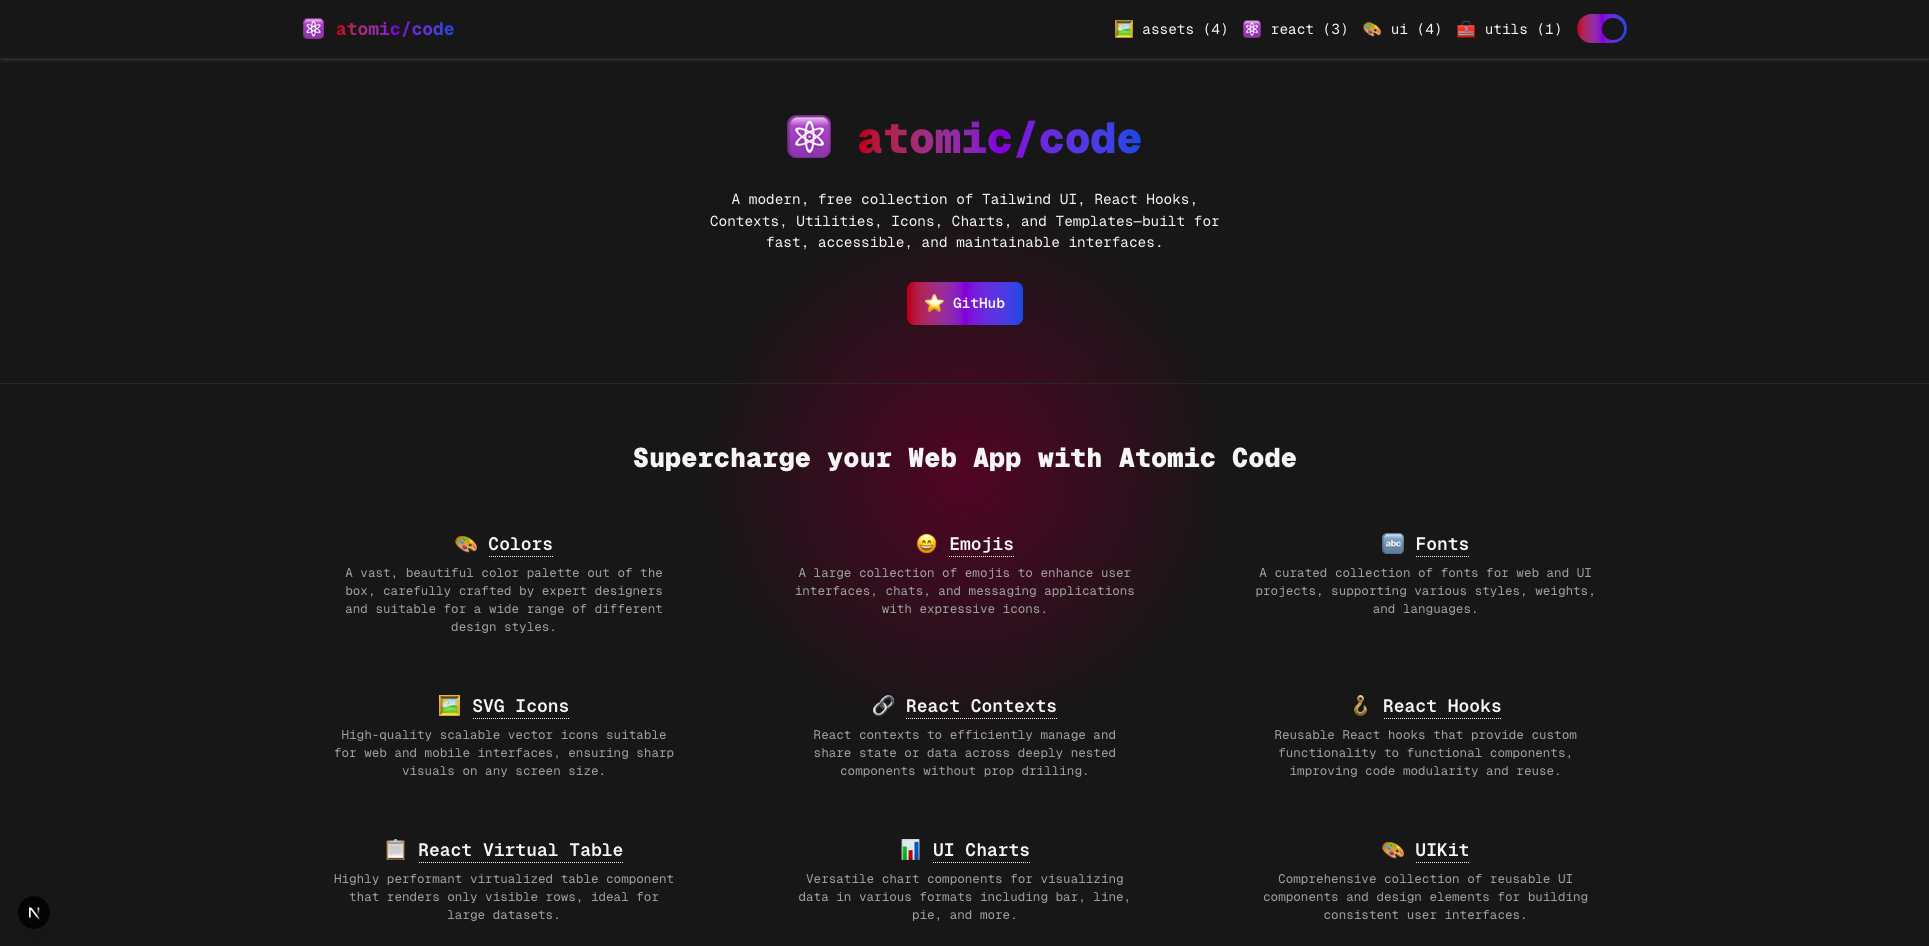 ⚛️ atomic/code
🖼️ assets (4) ⚛️ react (3) 🎨 ui (4) 🧰 utils (1)
⚛️ atomic/code
A modern, free collection of Tailwind UI, React Hooks,
Contexts, Utilities, Icons, Charts, and Templates—built for
fast, accessible, and maintainable interfaces.
⭐ GitHub
Supercharge your Web App with Atomic Code
🎨 Colors
A vast, beautiful color palette out of the
box, carefully crafted by expert designers
and suitable for a wide range of different
design styles.
😄 Emojis
A large collection of emojis to enhance user
interfaces, chats, and messaging applications
with expressive icons.
🔤 Fonts
A curated collection of fonts for web and UI
projects, supporting various styles, weights,
and languages.
🖼️ SVG Icons
High-quality scalable vector icons suitable
for web and mobile interfaces, ensuring sharp
visuals on any screen size.
🔗 React Contexts
React contexts to efficiently manage and
share state or data across deeply nested
components without prop drilling.
🪝 React Hooks
Reusable React hooks that provide custom
functionality to functional components,
improving code modularity and reuse.
📋 React Virtual Table
Highly performant virtualized table component
that renders only visible rows, ideal for
large datasets.
📊 UI Charts
Versatile chart components for visualizing
data in various formats including bar, line,
pie, and more.
🎨 UIKit
Comprehensive collection of reusable UI
components and design elements for building
consistent user interfaces.
N